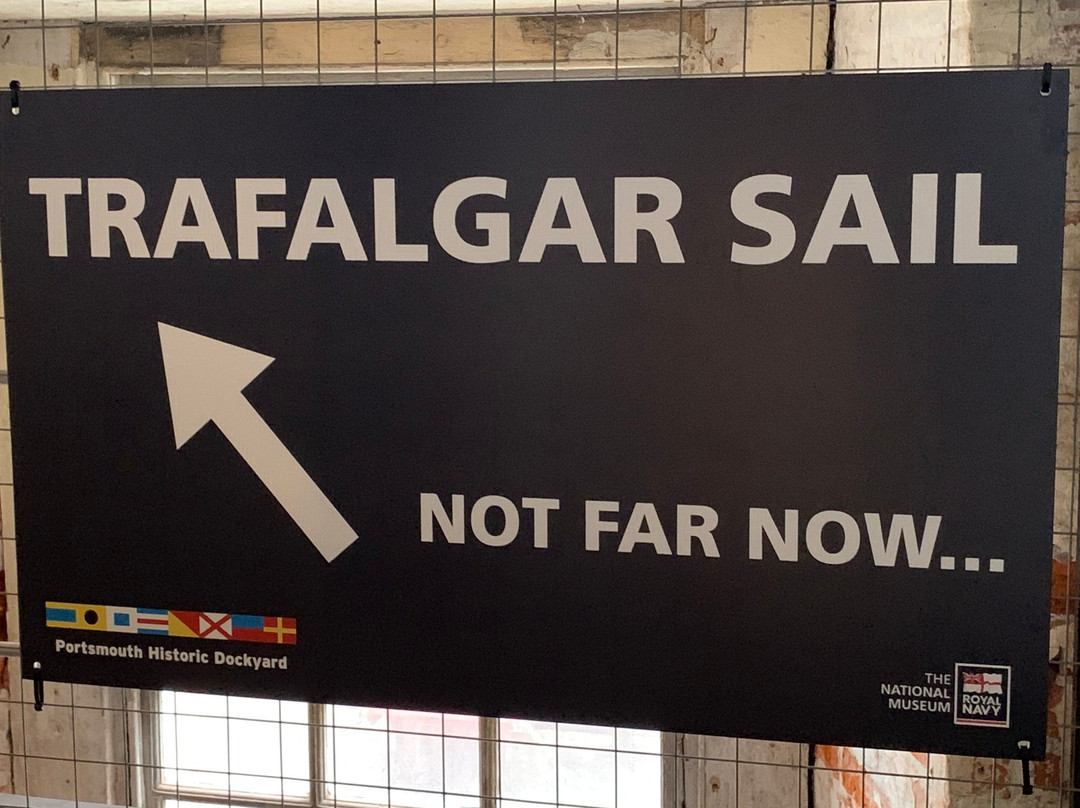 TRAFALGAR SAIL
NOT FAR NOW...
Portsmouth Historic Dockyard
THE
NATIONAL
MUSEUM
ROYAL
NAVY